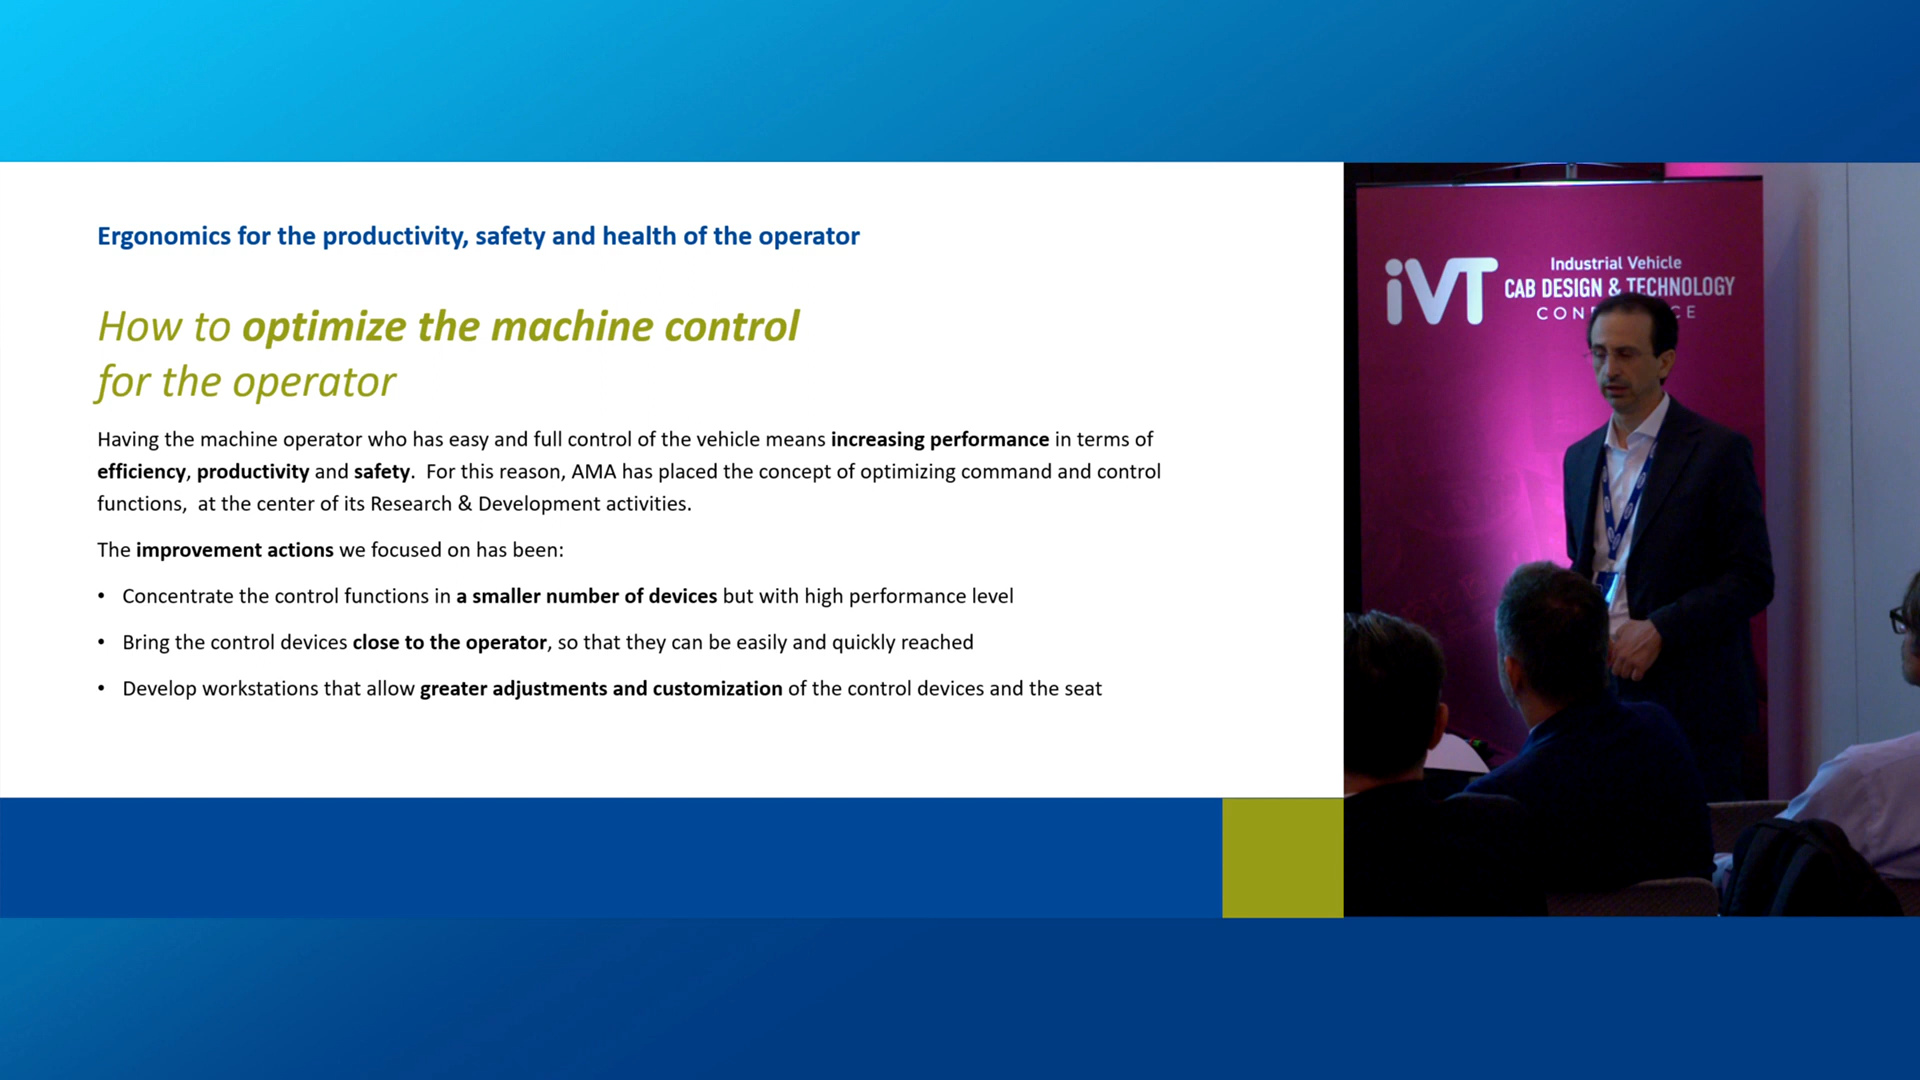 Ergonomics for the productivity, safety and health of the operator
How to optimize the machine control
for the operator
Having the machine operator who has easy and full control of the vehicle means increasing performance in terms of
efficiency, productivity and safety.  For this reason, AMA has placed the concept of optimizing command and control
functions,  at the center of its Research & Development activities.
The improvement actions we focused on has been:
• Concentrate the control functions in a smaller number of devices but with high performance level
• Bring the control devices close to the operator, so that they can be easily and quickly reached
• Develop workstations that allow greater adjustments and customization of the control devices and the seat
iVT
Industrial Vehicle
CAB DESIGN & TECHNOLOGY